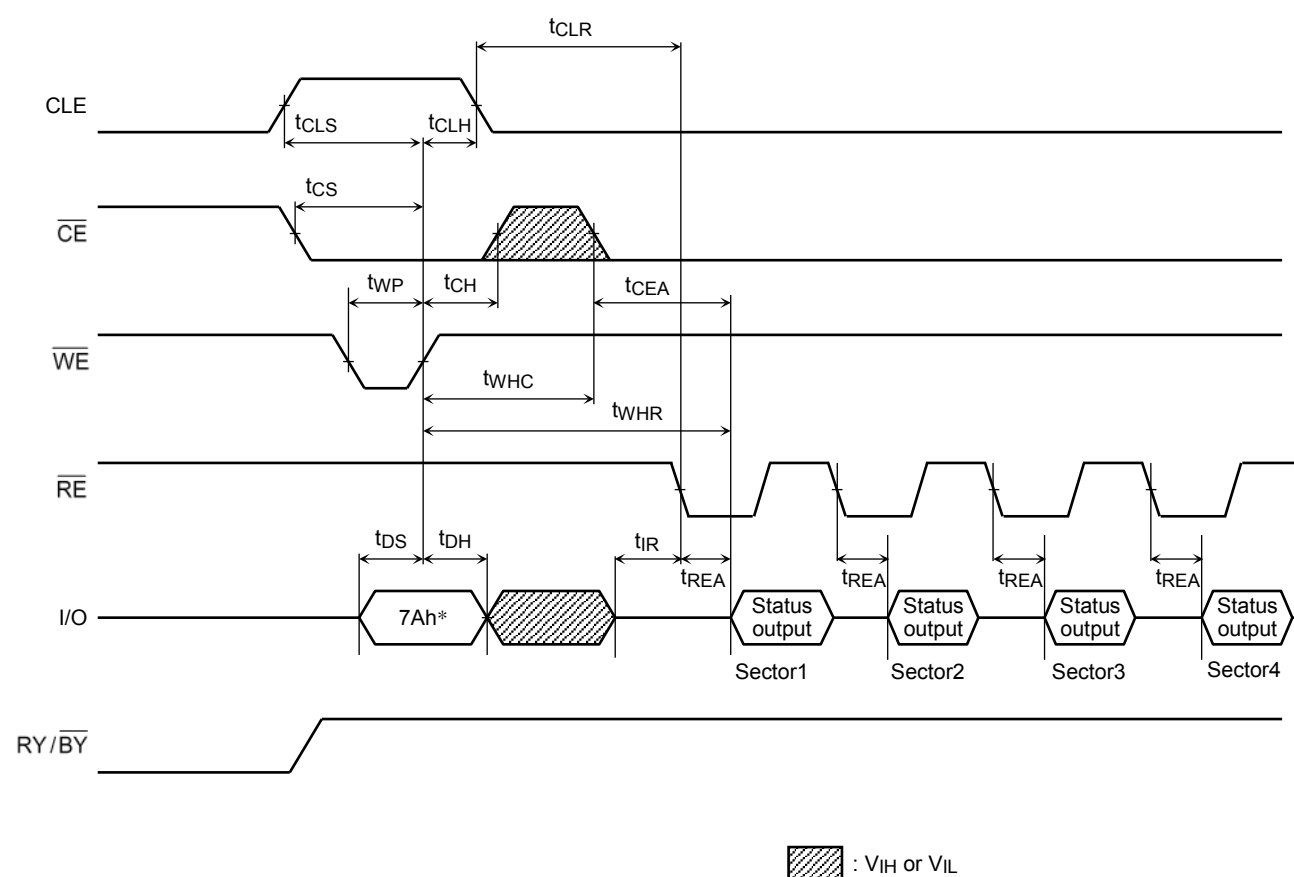 tCLR
CLE
tCLS
tCLH
tCS
CE
tWP
tCH
tCEA
WE
tWHC
tWHR
RE
tDS
tDH
tIR
tREA
tREA
tREA
tREA
I/O
7Ah*
Status output
Status output
Status output
Status output
Sector1
Sector2
Sector3
Sector4
RY/BY
: VIH or VIL